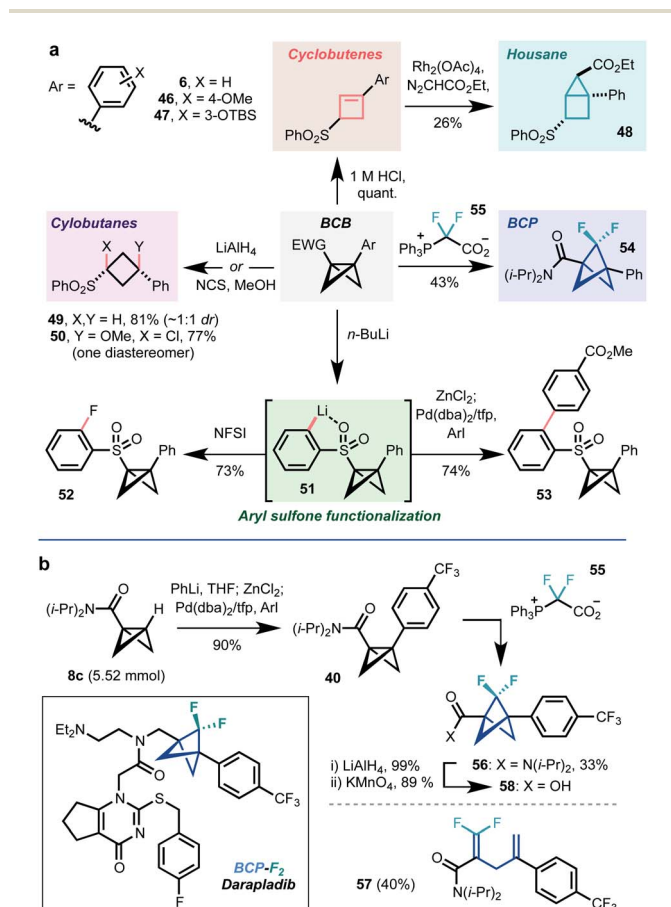 a
Ar =
X
6, X = H
46, X = 4-OMe
47, X = 3-OTBS
Cyclobutenes
Ar
PhO2S
Rh2(OAc)4,
N2CHCO2Et,
26%
Housane
CO2Et
Ph
PhO2S
48
1 M HCl,
quant.
Cylobutanes
X Y
PhO2S Ph
49, X,Y = H, 81% (~1:1 dr)
50, Y = OMe, X = Cl, 77%
(one diastereomer)
LiAlH4
or
NCS, MeOH
BCB
EWG Ar
55
F F
Ph3P + CO2−
43%
BCP
54
F F
O
(i-Pr)2N Ph
n-BuLi
F
O O
S Ph
52
NFSI
73%
Li O
S O
Ph
51
Aryl sulfone functionalization
ZnCl2;
Pd(dba)2/tfp,
ArI
74%
CO2Me
O O
S Ph
53
b
O
(i-Pr)2N H
8c (5.52 mmol)
PhLi, THF; ZnCl2;
Pd(dba)2/tfp, ArI
90%
CF3
O
(i-Pr)2N
40
55
F F
Ph3P + CO2−
F F
O
X CF3
56: X = N(i-Pr)2, 33%
58: X = OH
i) LiAlH4, 99%
ii) KMnO4, 89 %
Et2N
N
F
F
O
CF3
N S
N
O
F
BCP-F2
Darapladib
F F
O
N(i-Pr)2 CF3
57 (40%)